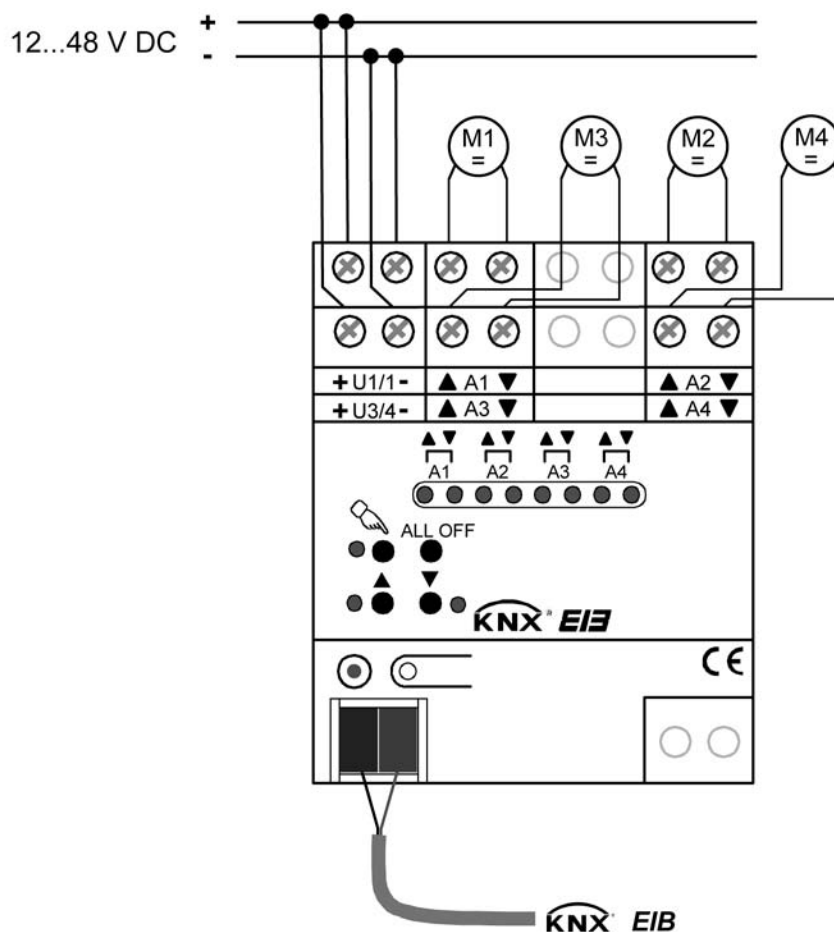 +
12...48 V DC
-
M1 M3 M2 M4
= = = =
+ U1/1 - ▲ A1 ▼ ▲ A2 ▼
+ U3/4 - ▲ A3 ▼ ▲ A4 ▼
▲ ▼ ▲ ▼ ▲ ▼ ▲ ▼
A1 A2 A3 A4
ALL OFF
▲ ▼
KNX® EIB
CE
KNX EIB